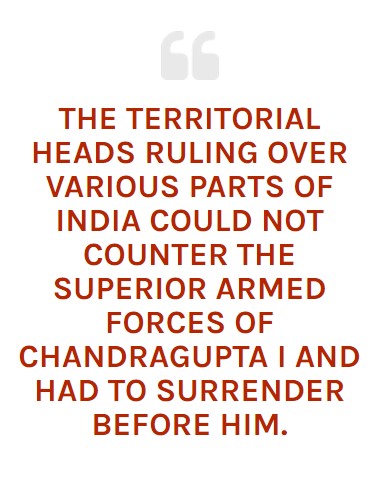 THE TERRITORIAL
HEADS RULING OVER
VARIOUS PARTS OF
INDIA COULD NOT
COUNTER THE
SUPERIOR ARMED
FORCES OF
CHANDRAGUPTA I AND
HAD TO SURRENDER
BEFORE HIM.